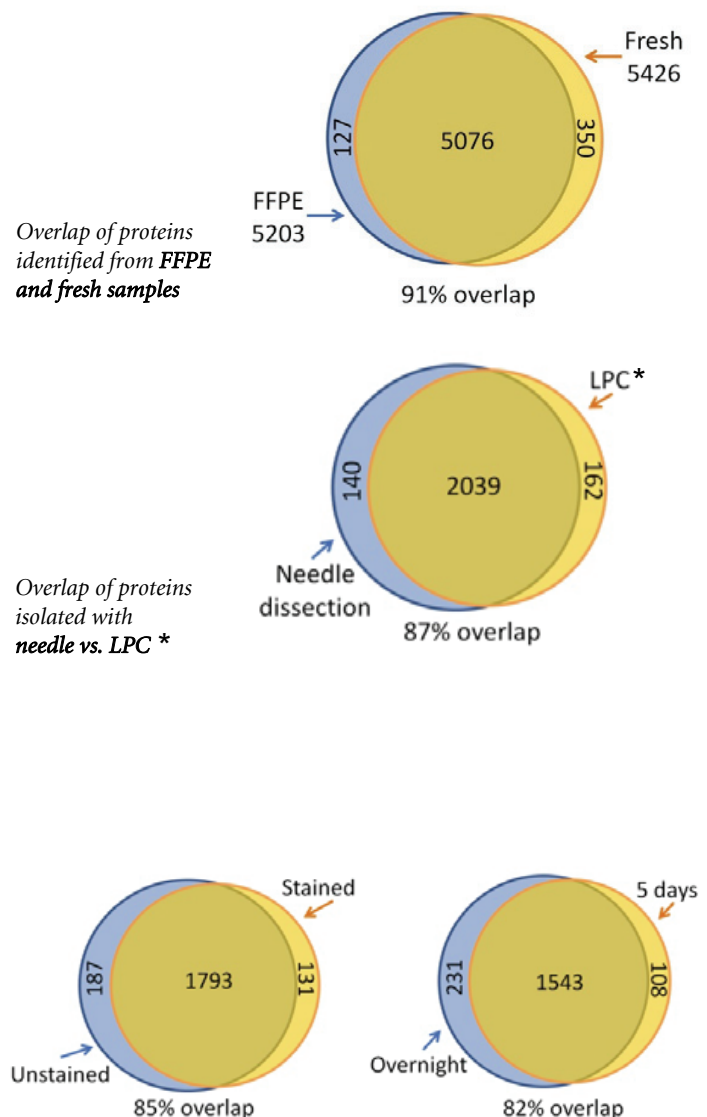 Fresh
5426
127
5076
350
FFPE
5203
Overlap of proteins
identified from FFPE
and fresh samples
91% overlap
LPC *
140
2039
162
Needle
dissection
Overlap of proteins
isolated with
needle vs. LPC *
87% overlap
Stained
187
1793
131
Unstained
85% overlap
5 days
231
1543
108
Overnight
82% overlap